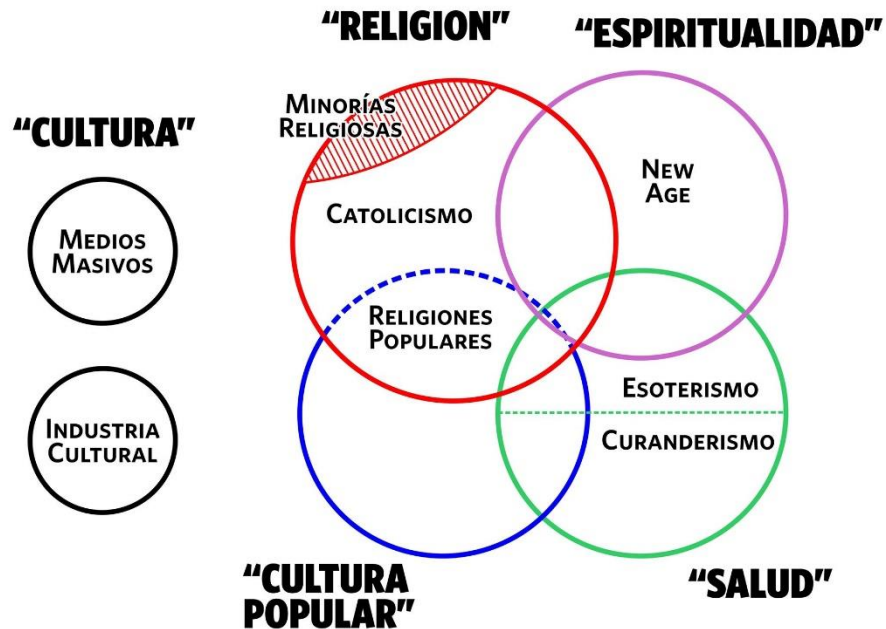 “RELIGION”
“ESPIRITUALIDAD”
MINORÍAS
RELIGIOSAS
“CULTURA”
NEW
AGE
CATOLICISMO
MEDIOS
MASIVOS
RELIGIONES
POPULARES
ESOTERISMO
INDUSTRIA
CULTURAL
CURANDERISMO
“CULTURA
POPULAR”
“SALUD”